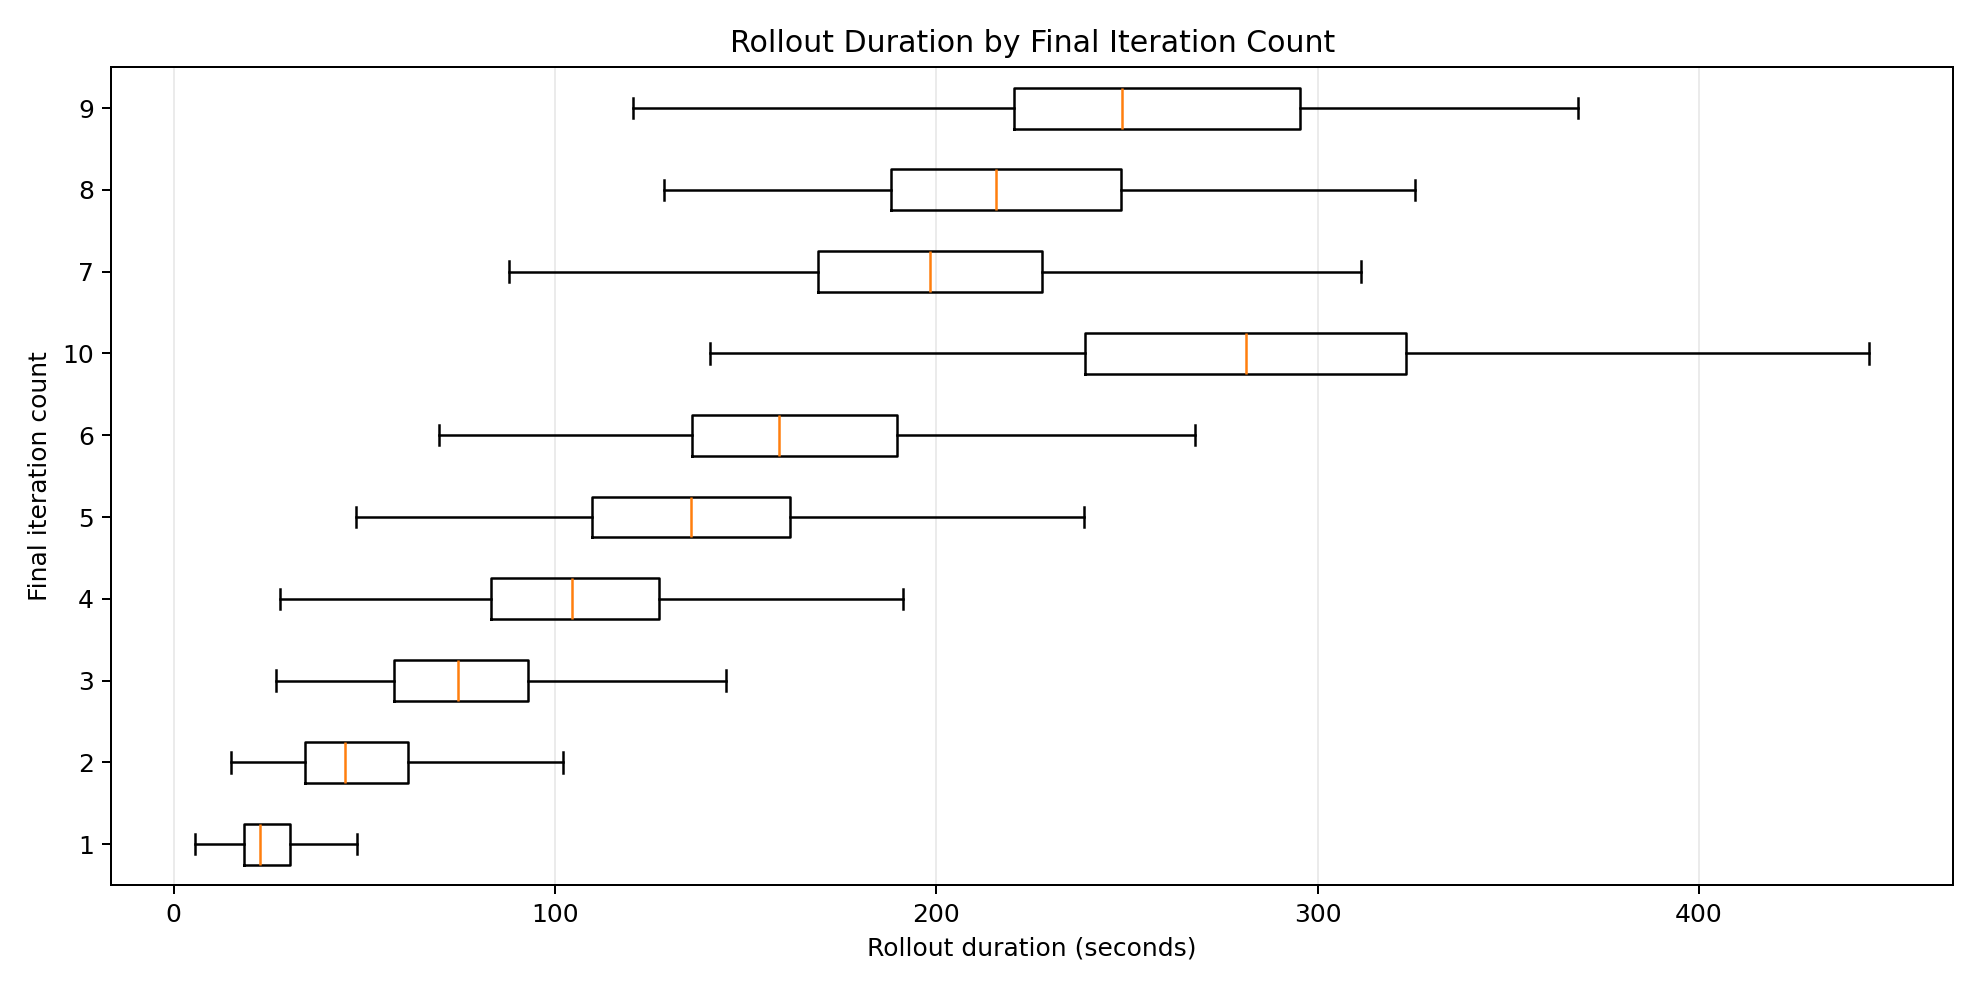 Rollout Duration by Final Iteration Count
Final iteration count
9
8
7
10
6
5
4
3
2
1
0 100 200 300 400
Rollout duration (seconds)